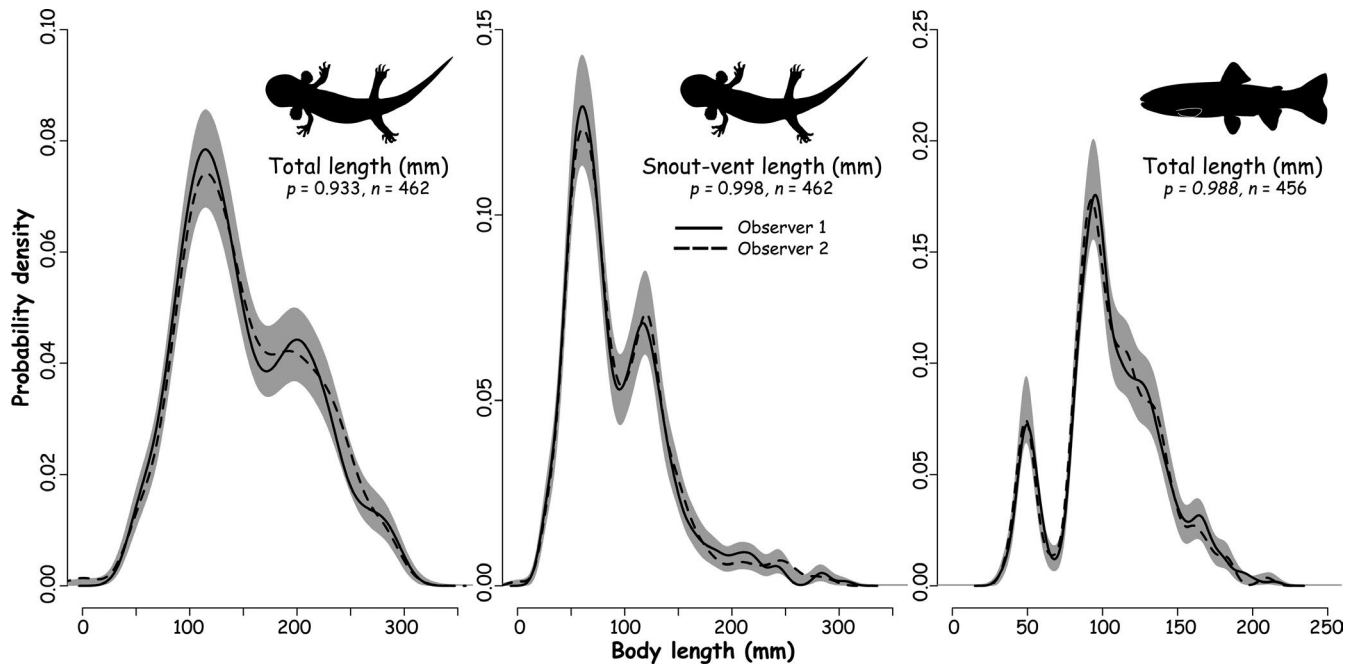 Probability density
0.10
0.08
0.06
0.04
0.02
0.00
Total length (mm)
p = 0.933, n = 462
0 100 200 300
0.15
0.10
0.05
0.00
Snout-vent length (mm)
p = 0.998, n = 462
Observer 1
Observer 2
0 100 200 300
0.25
0.20
0.15
0.10
0.05
0.00
Total length (mm)
p = 0.988, n = 456
0 50 100 150 200 250
Body length (mm)